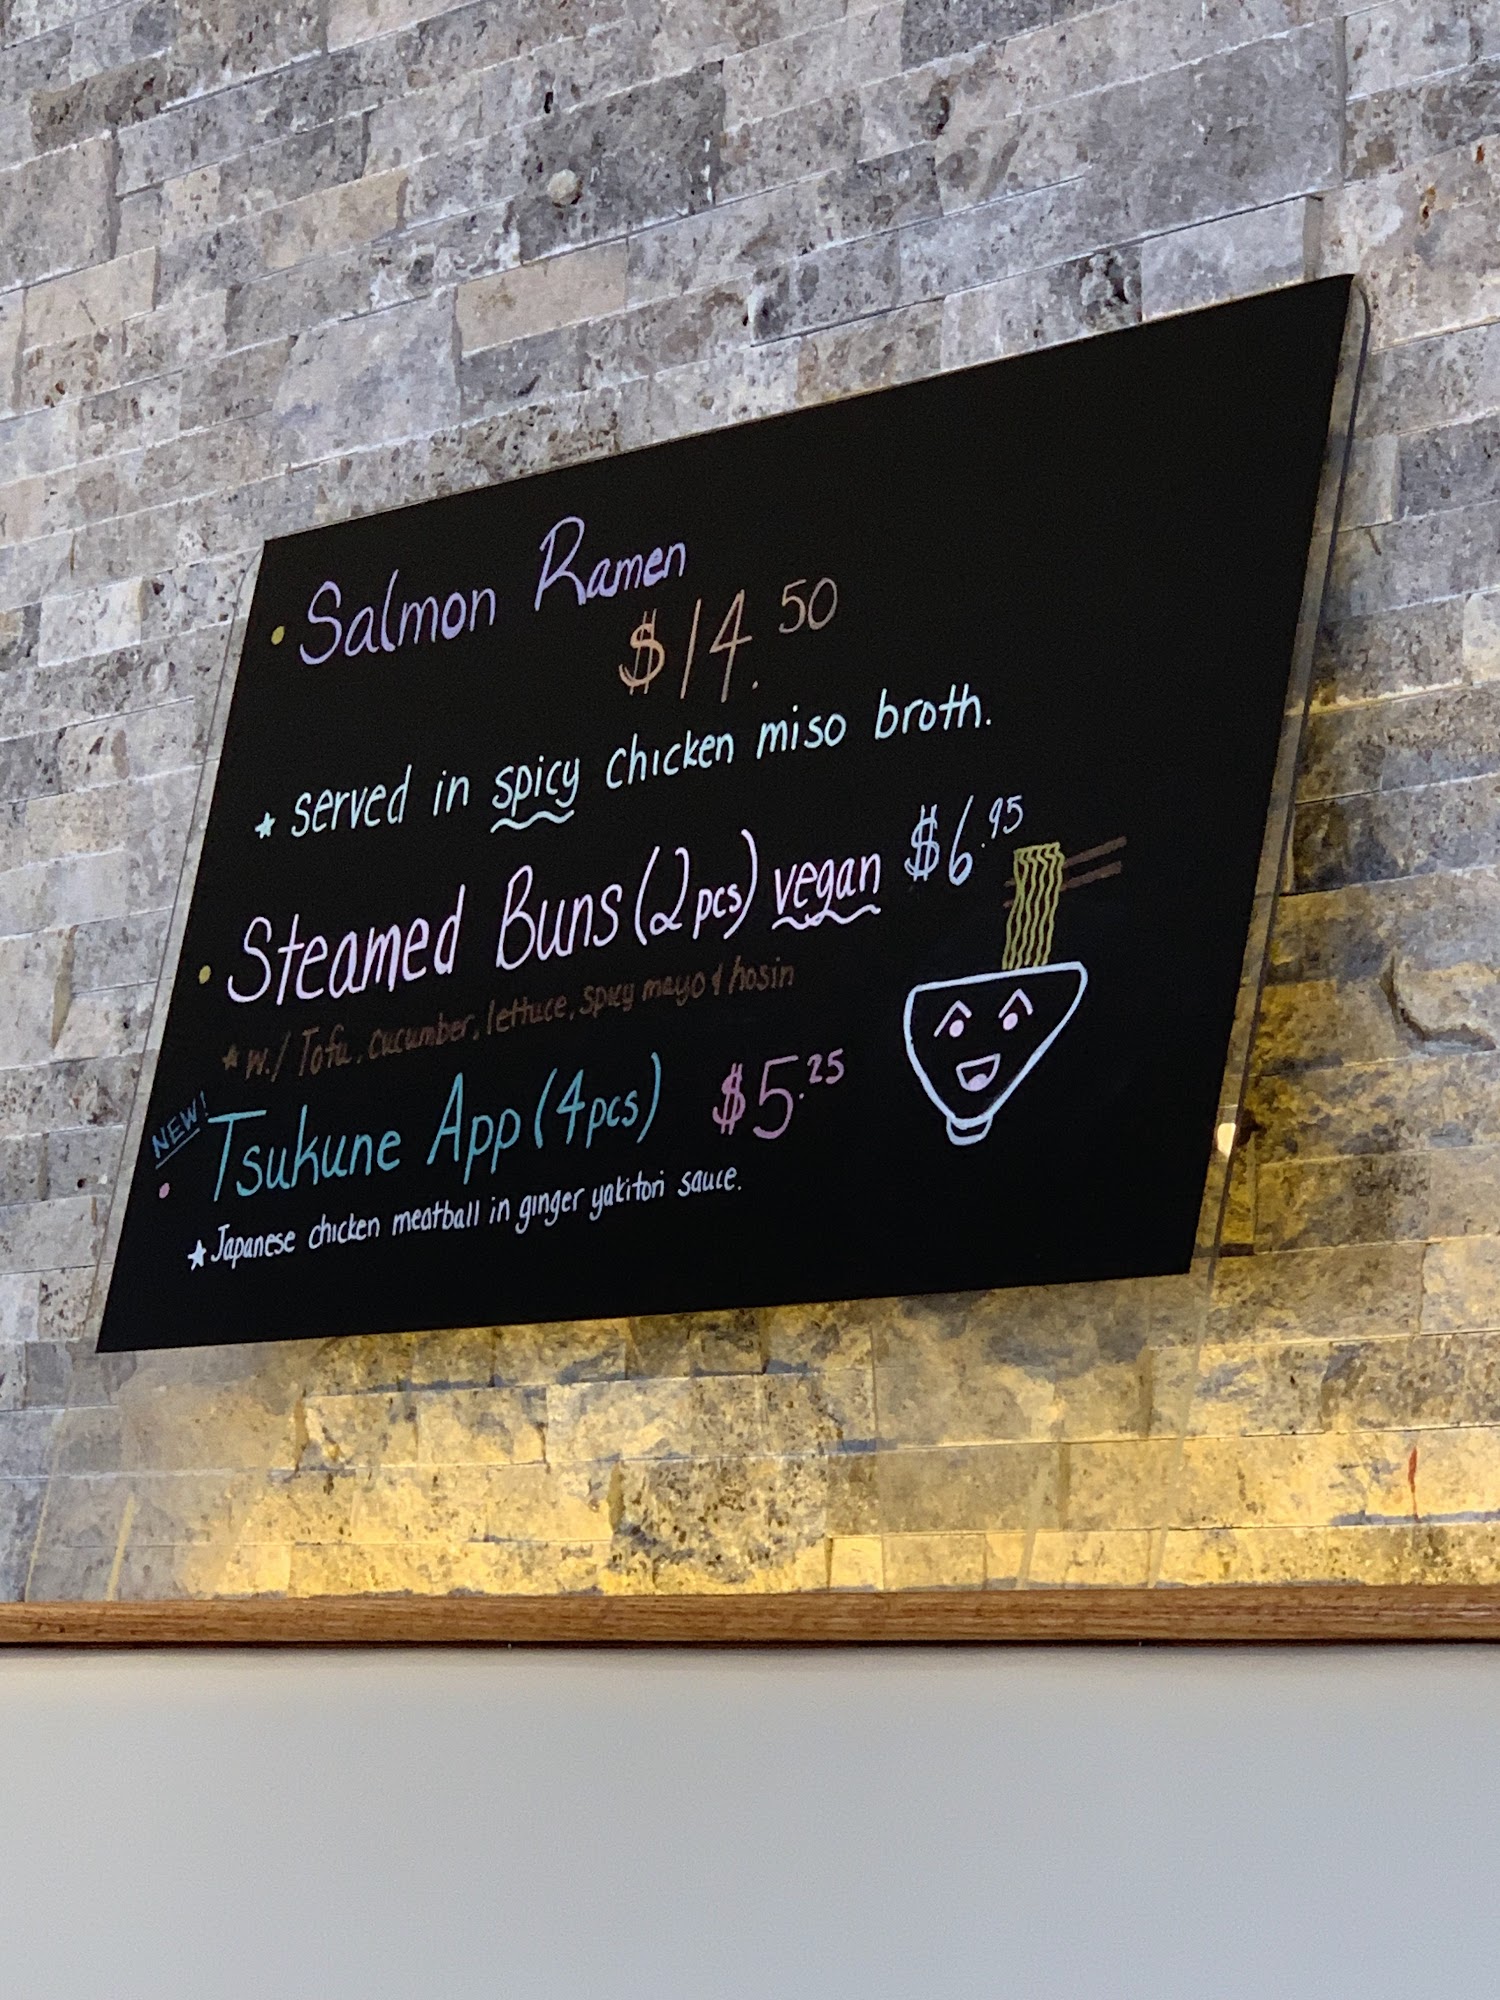 • Salmon Ramen
$14.50
★ served in spicy chicken miso broth.
• Steamed Buns (2pcs) vegan $6.95
★ w./ Tofu, cucumber, lettuce, spicy mayo & hosin
NEW!
• Tsukune App (4pcs) $5.25
★ Japanese chicken meatball in ginger yakitori sauce.